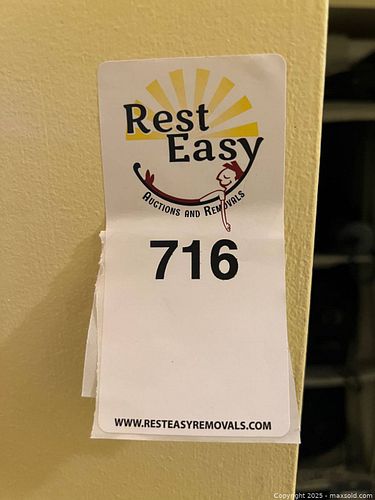 Rest
Easy
Auctions and Removals
716
www.resteasyremovals.com
Copyright 2025 - maxsold.com